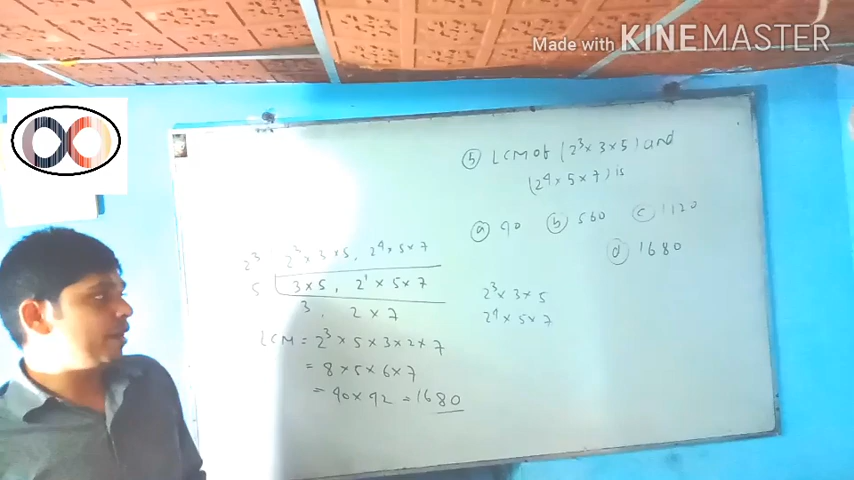 Made with KINEMASTER
⑤ LCM of (2³ × 3 × 5) and
(2⁴ × 5 × 7) is
ⓐ 40 ⓑ 560 ⓒ 1120
ⓓ 1680
2³ 2³ × 3 × 5, 2⁴ × 5 × 7
5 3 × 5, 2¹ × 5 × 7
3, 2 × 7
LCM = 2³ × 5 × 3 × 2 × 7
= 8 × 5 × 6 × 7
= 40 × 42 = 1680
2³ × 3 × 5
2⁴ × 5 × 7